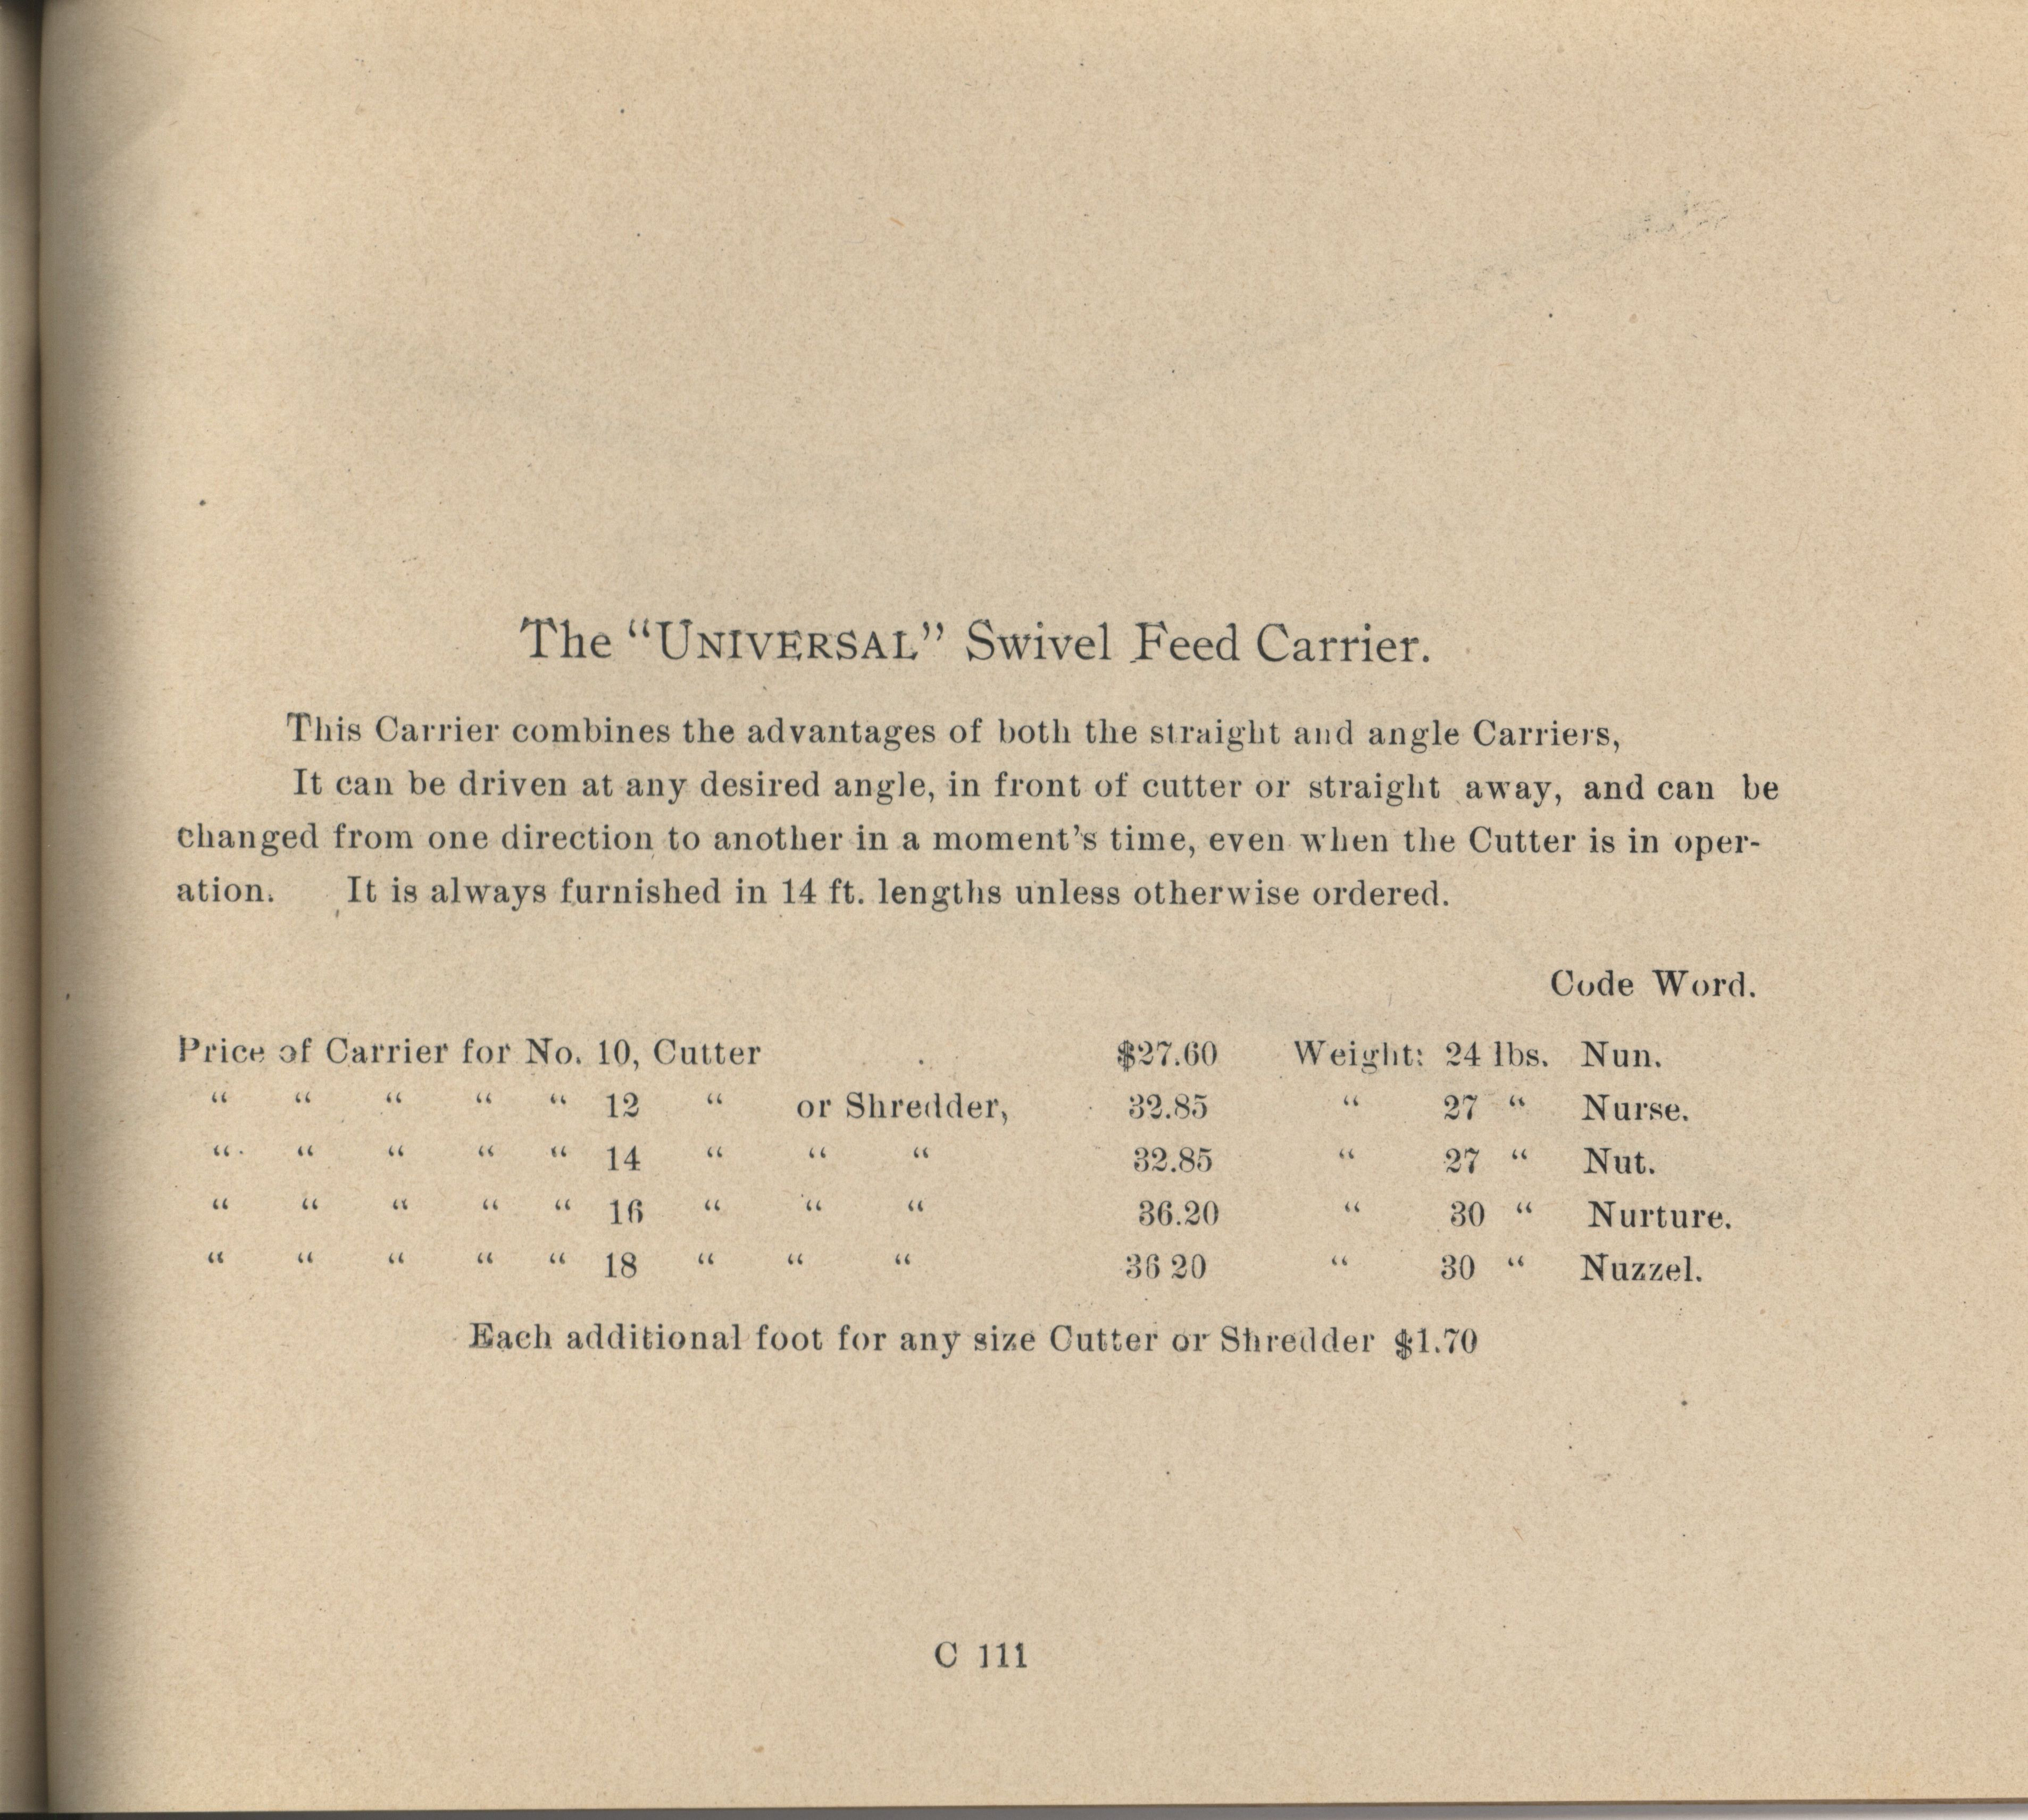 The “UNIVERSAL” Swivel Feed Carrier.
This Carrier combines the advantages of both the straight and angle Carriers,
It can be driven at any desired angle, in front of cutter or straight away, and can be
changed from one direction to another in a moment's time, even when the Cutter is in oper-
ation. It is always furnished in 14 ft. lengths unless otherwise ordered.
Code Word.
Price of Carrier for No. 10, Cutter $27.60 Weight: 24 lbs. Nun.
“ “ “ “ “ 12 “ or Shredder, 32.85 “ 27 “ Nurse.
“ “ “ “ “ 14 “ “ “ 32.85 “ 27 “ Nut.
“ “ “ “ “ 16 “ “ “ 36.20 “ 30 “ Nurture.
“ “ “ “ “ 18 “ “ “ 36 20 “ 30 “ Nuzzel.
Each additional foot for any size Cutter or Shredder $1.70
C 111